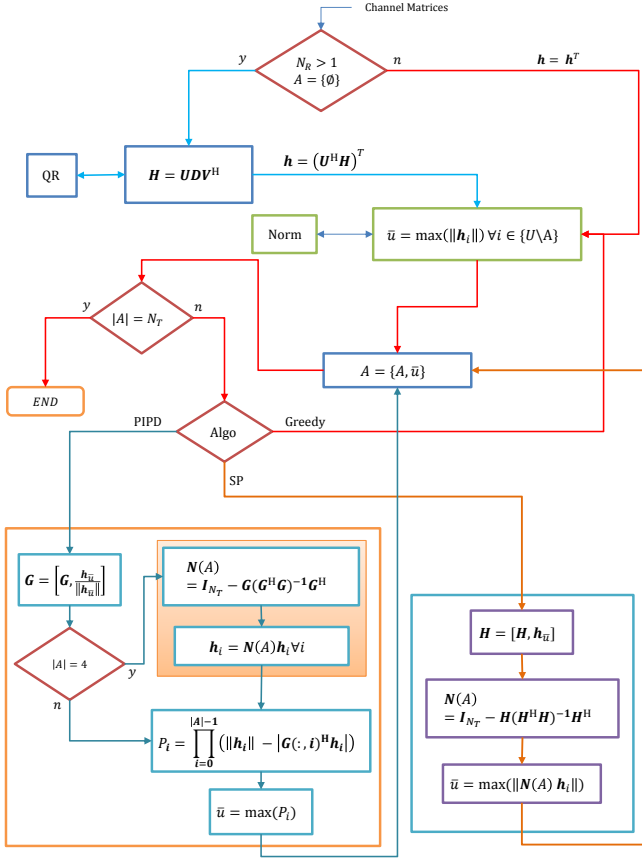 Channel Matrices
N_R > 1
A = {∅}
y
n
h = h^T
QR
H = UDV^H
h = (U^H H)^T
Norm
ū = max(‖h_i‖) ∀i ∈ {U\A}
y
n
|A| = N_T
A = {A, ū}
END
PIPD
Algo
Greedy
SP
G = [G, h_ū/‖h_ū‖]
N(A)
= I_{N_T} − G(G^H G)^{−1}G^H
h_i = N(A)h_i∀i
|A| = 4
y
n
P_i = ∏_{i=0}^{|A|−1} (‖h_i‖ − |G(:, i)^H h_i|)
ū = max(P_i)
H = [H, h_ū]
N(A)
= I_{N_T} − H(H^H H)^{−1}H^H
ū = max(‖N(A) h_i‖)